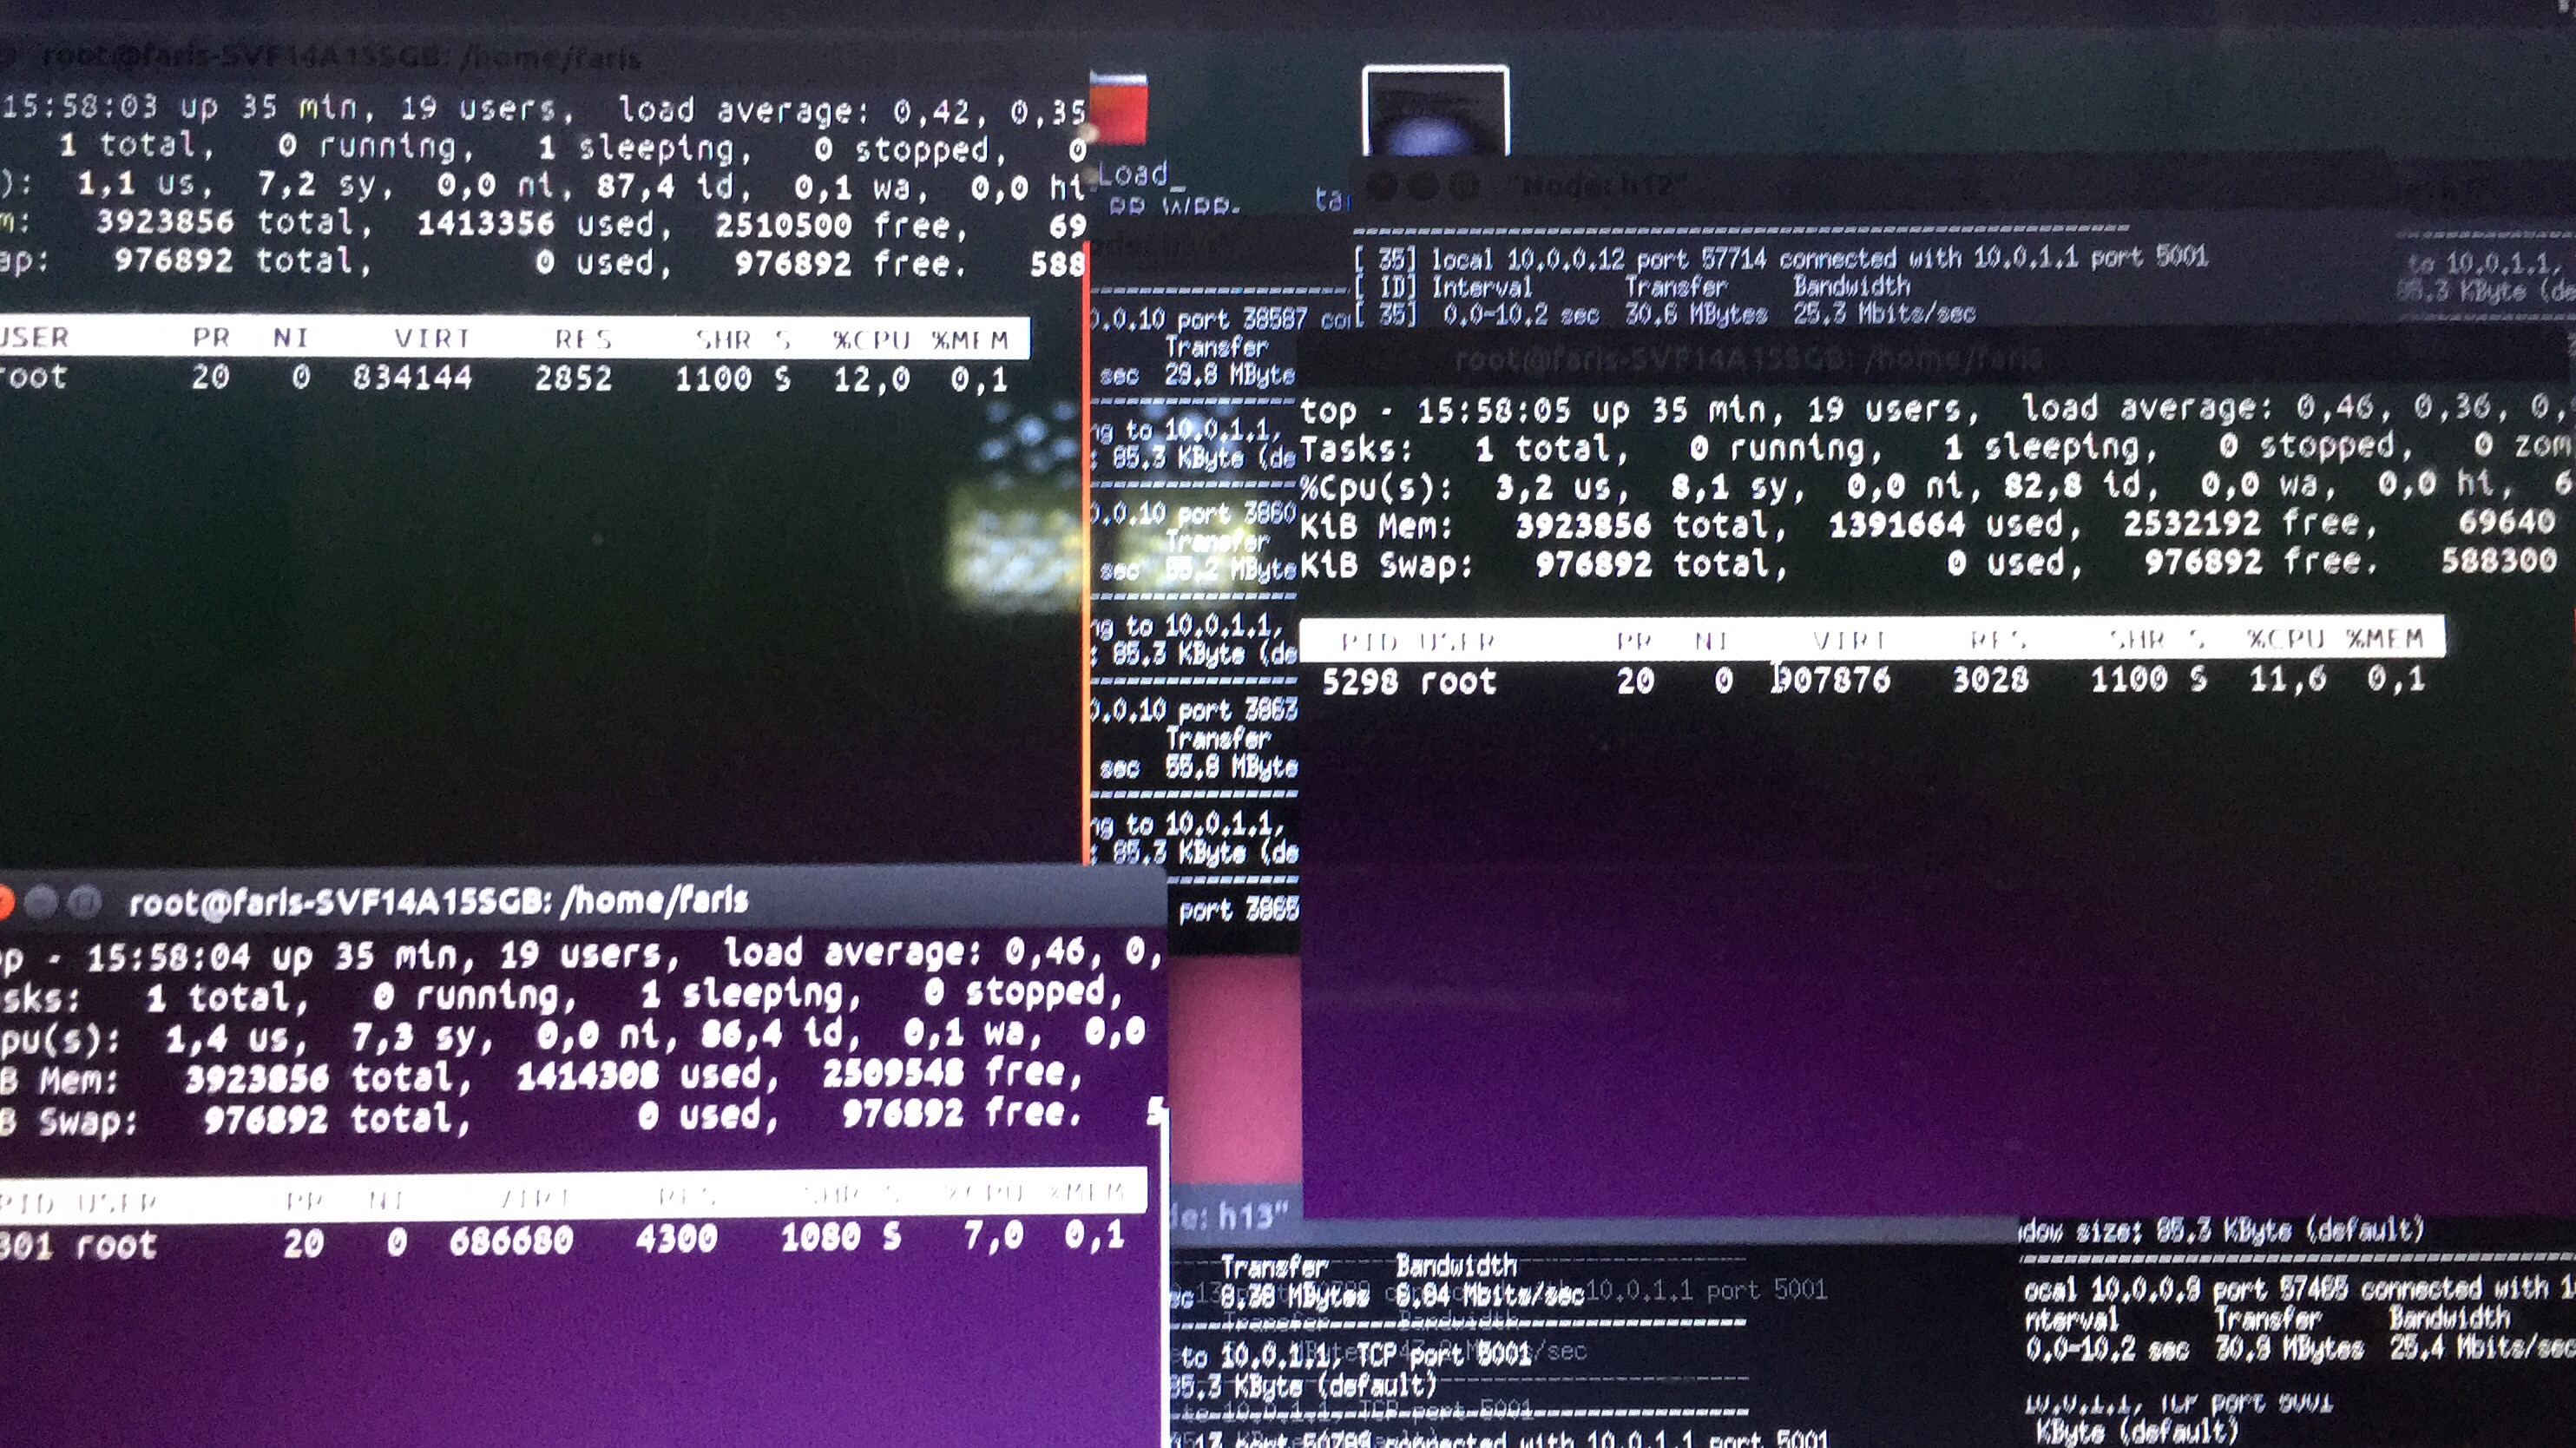 root@faris-SVF14A15SGB: /home/faris
15:58:03 up 35 min, 19 users,  load average: 0,42, 0,35
1 total,   0 running,   1 sleeping,   0 stopped,   0
):  1,1 us,  7,2 sy,  0,0 ni, 87,4 id,  0,1 wa,  0,0 hi
m:   3923856 total,  1413356 used,  2510500 free,    69
ap:   976892 total,        0 used,   976892 free.   588
USER      PR  NI    VIRT    RES    SHR S  %CPU %MEM
root      20   0  834144   2852   1100 S  12,0  0,1
Load_
"Node: h12"
[ 35] local 10.0.0.12 port 57714 connected with 10.0.1.1 port 5001
[ ID] Interval       Transfer     Bandwidth
[ 35]  0.0-10.2 sec  30.6 MBytes  25.3 Mbits/sec
to 10.0.1.1,
85.3 KByte (de
0.0.10 port 38587 con
Transfer
sec  29.8 MByte
ng to 10.0.1.1,
: 85.3 KByte (de
0.0.10 port 3860
Transfer
sec
ng to 10.0.1.1,
: 85.3 KByte (de
0.0.10 port 3863
Transfer
sec  55.8 MByte
ng to 10.0.1.1,
: 85.3 KByte (de
port 3865
root@faris-SVF14A15SGB: /home/faris
top - 15:58:05 up 35 min, 19 users,  load average: 0,46, 0,36, 0,
Tasks:   1 total,   0 running,   1 sleeping,   0 stopped,   0 zom
%Cpu(s):  3,2 us,  8,1 sy,  0,0 ni, 82,8 id,  0,0 wa,  0,0 hi,  6
KiB Mem:   3923856 total,  1391664 used,  2532192 free,    69640
KiB Swap:   976892 total,        0 used,   976892 free.   588300
PID USER      PR  NI    VIRT    RES    SHR S  %CPU %MEM
5298 root      20   0  907876   3028   1100 S  11,6  0,1
root@faris-SVF14A15SGB: /home/faris
op - 15:58:04 up 35 min, 19 users,  load average: 0,46, 0,
sks:   1 total,   0 running,   1 sleeping,   0 stopped,
pu(s):  1,4 us,  7,3 sy,  0,0 ni, 86,4 id,  0,1 wa,  0,0
B Mem:   3923856 total,  1414308 used,  2509548 free,
B Swap:   976892 total,        0 used,   976892 free.   5
PID USER      PR  NI    VIRT    RES    SHR S  %CPU %MEM
301 root      20   0  686680   4300   1080 S   7,0  0,1
de: h13"
Transfer     Bandwidth
MBytes Mbits/sec 10.0.1.1 port 5001
to 10.0.1.1, TCP port 5001
85.3 KByte (default)
connected with 10.0.1.1 port 5001
dow size: 85.3 KByte (default)
ocal 10.0.0.9 port 57465 connected with 1
nterval       Transfer     Bandwidth
0.0-10.2 sec  30.9 MBytes  25.4 Mbits/sec
10.0.1.1, TCP port 5001
KByte (default)